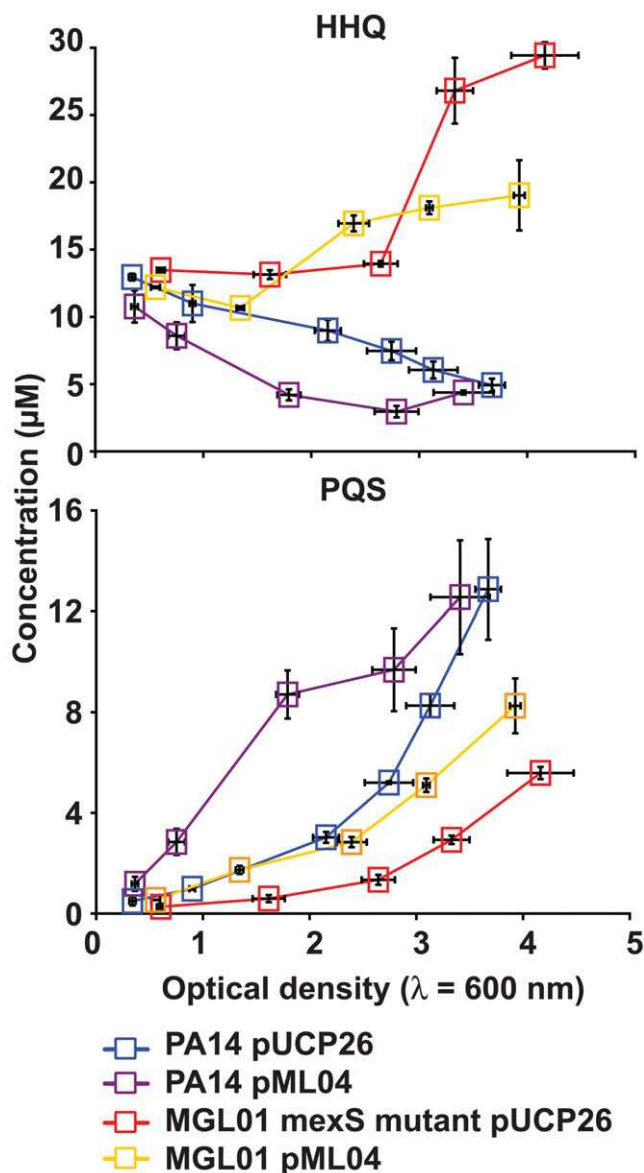 HHQ
30
25
20
15
10
5
0
Concentration (µM)
PQS
16
12
8
4
0
0 1 2 3 4 5
Optical density (λ = 600 nm)
PA14 pUCP26
PA14 pML04
MGL01 mexS mutant pUCP26
MGL01 pML04